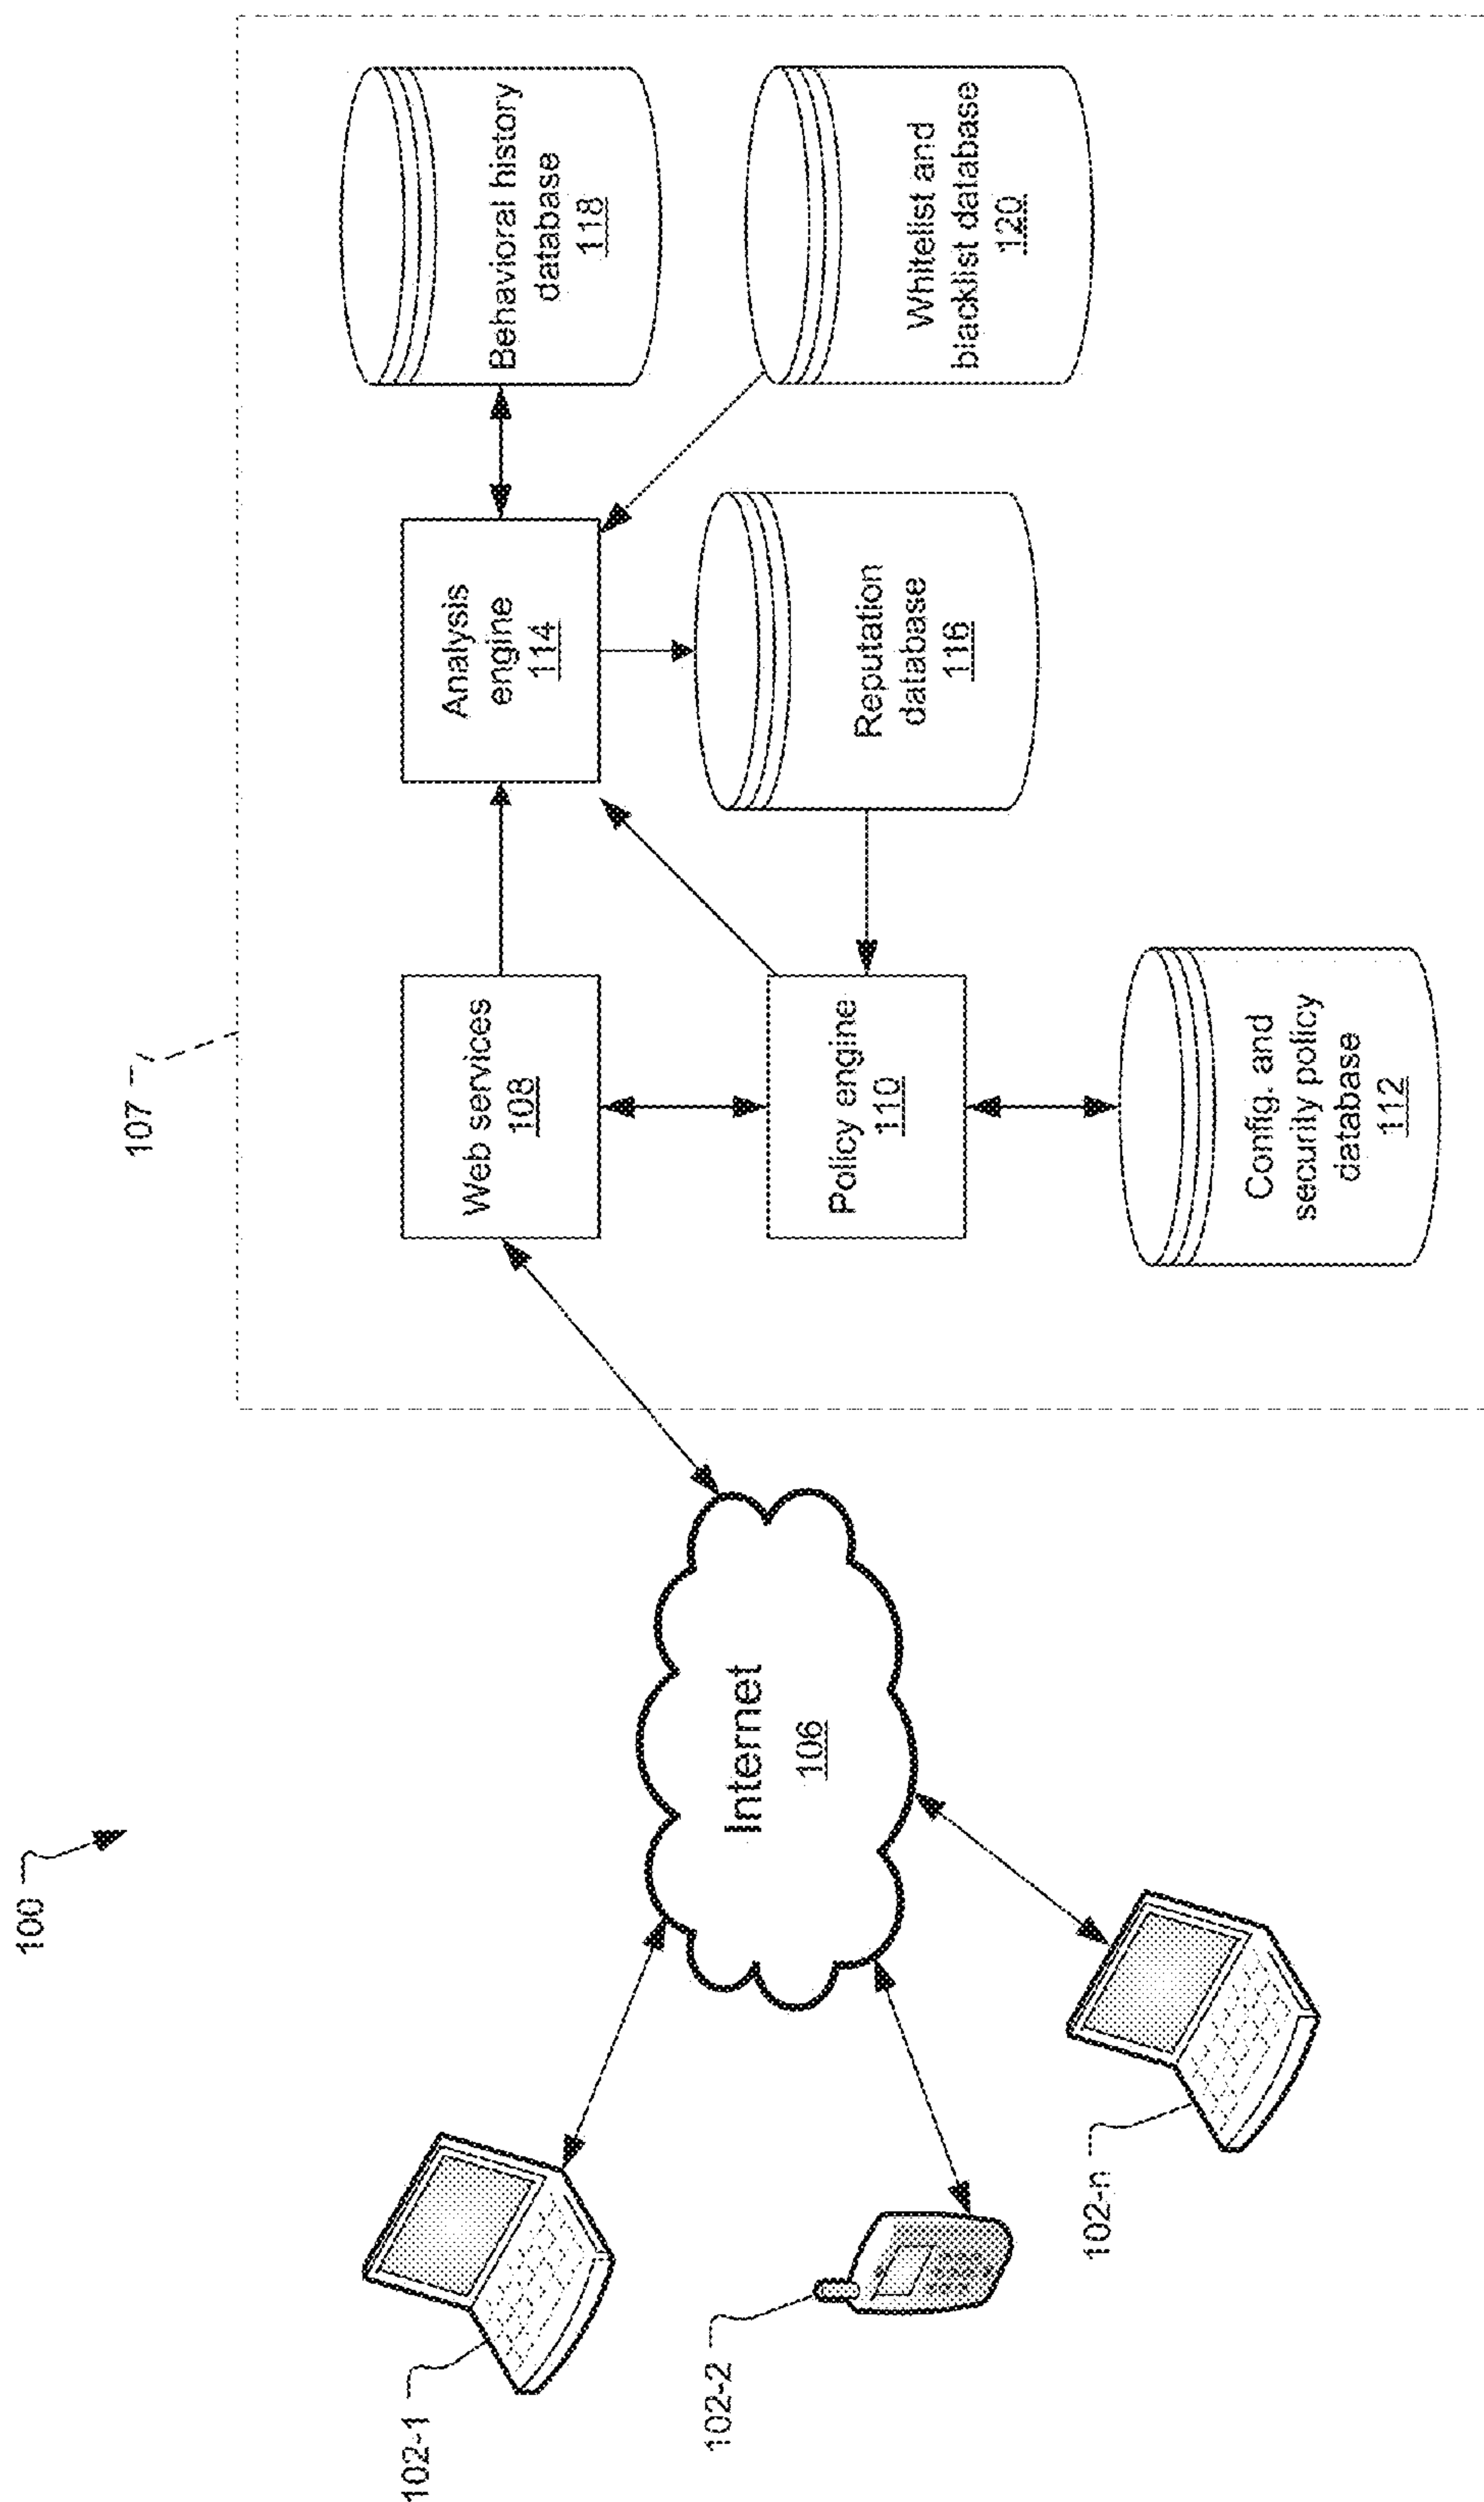 100
107
102-1
102-2
102-n
Internet
106
Web services
108
Policy engine
110
Config. and
security policy
database
112
Analysis
engine
114
Reputation
database
116
Behavioral history
database
118
Whitelist and
blacklist database
120